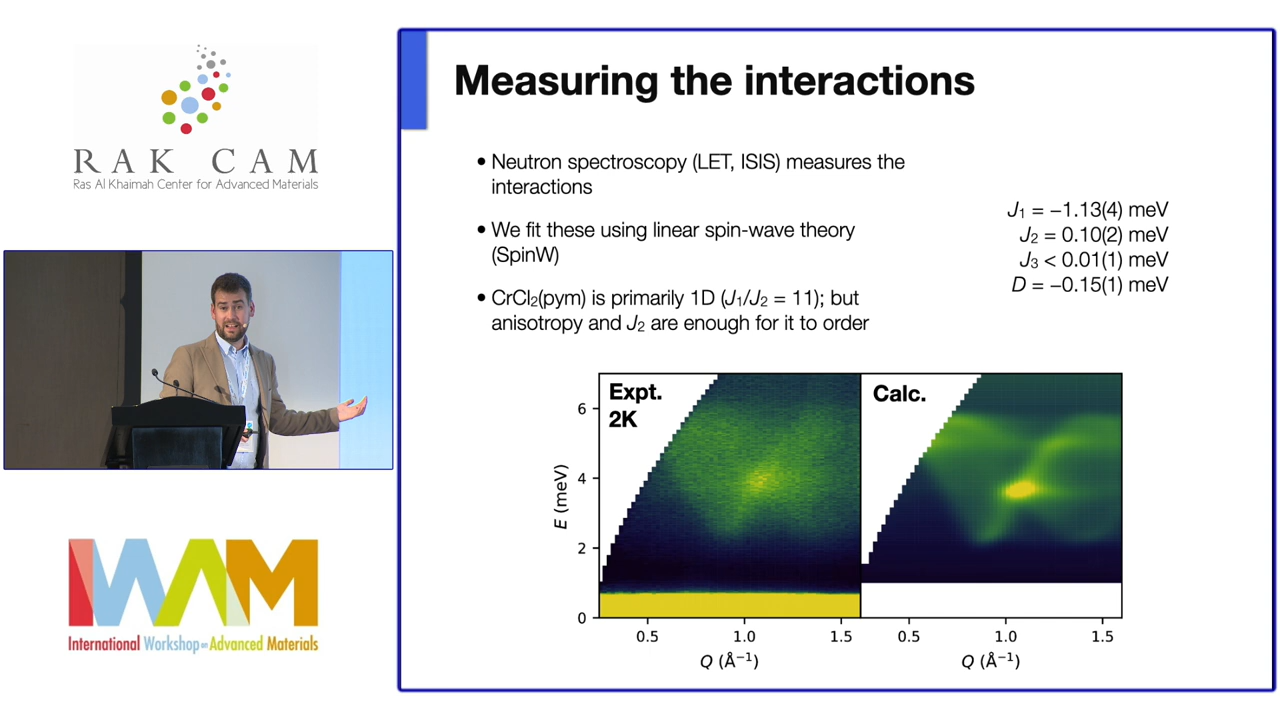 RAK CAM
Ras Al Khaimah Center for Advanced Materials
IWAM
International Workshop on Advanced Materials
Measuring the interactions
• Neutron spectroscopy (LET, ISIS) measures the
interactions
• We fit these using linear spin-wave theory
(SpinW)
• CrCl₂(pym) is primarily 1D (J₁/J₂ = 11); but
anisotropy and J₂ are enough for it to order
J₁ = −1.13(4) meV
J₂ = 0.10(2) meV
J₃ < 0.01(1) meV
D = −0.15(1) meV
Expt.
2K
Calc.
E (meV)
6
4
2
0
0.5 1.0 1.5
0.5 1.0 1.5
Q (Å⁻¹)
Q (Å⁻¹)